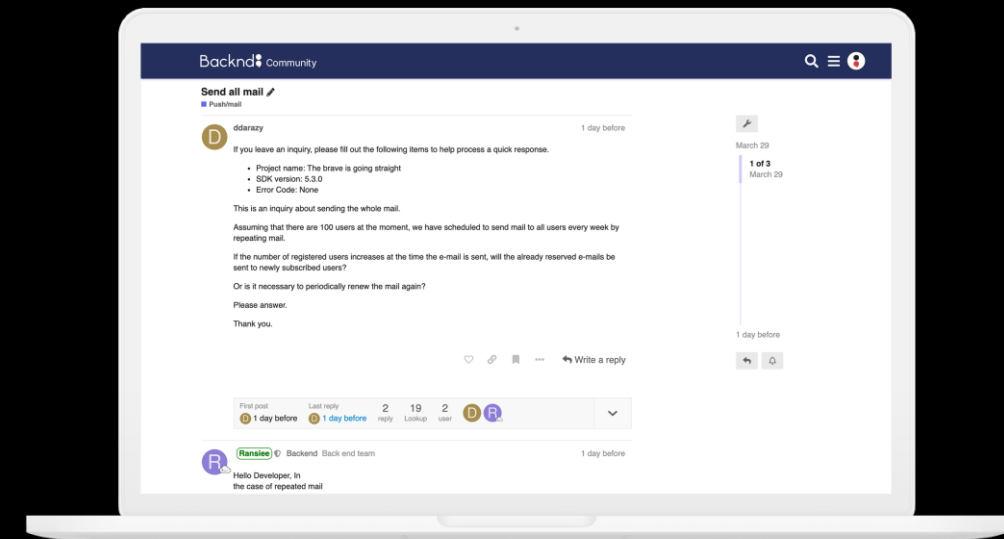 Backnd Community
Send all mail
Push/mail
D
ddarazy
1 day before
If you leave an inquiry, please fill out the following items to help process a quick response.
• Project name: The brave is going straight
• SDK version: 5.3.0
• Error Code: None
This is an inquiry about sending the whole mail.
Assuming that there are 100 users at the moment, we have scheduled to send mail to all users every week by
repeating mail.
If the number of registered users increases at the time the e-mail is sent, will the already reserved e-mails be
sent to newly subscribed users?
Or is it necessary to periodically renew the mail again?
Please answer.
Thank you.
Write a reply
March 29
1 of 3
March 29
1 day before
First post
D 1 day before
Last reply
D 1 day before
2
reply
19
Lookup
2
user
D R
R
Ransiee Backend Back end team
1 day before
Hello Developer, In
the case of repeated mail